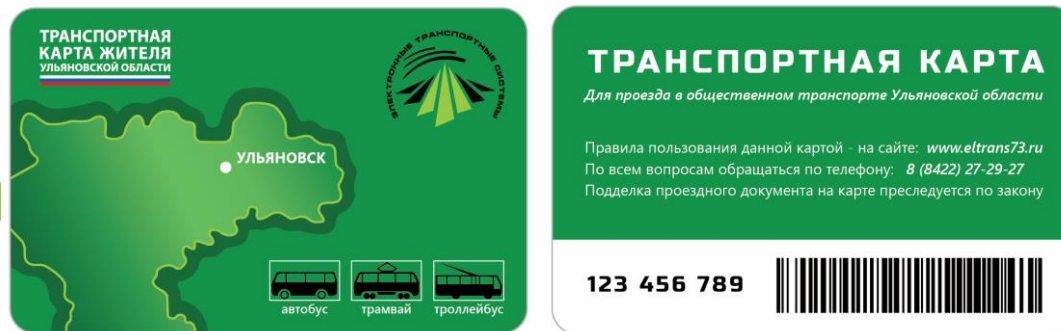 ТРАНСПОРТНАЯ
КАРТА ЖИТЕЛЯ
УЛЬЯНОВСКОЙ ОБЛАСТИ
ЭЛЕКТРОННЫЕ ТРАНСПОРТНЫЕ СИСТЕМЫ
УЛЬЯНОВСК
автобус
трамвай
троллейбус
ТРАНСПОРТНАЯ КАРТА
Для проезда в общественном транспорте Ульяновской области
Правила пользования данной картой - на сайте: www.eltrans73.ru
По всем вопросам обращаться по телефону: 8 (8422) 27-29-27
Подделка проездного документа на карте преследуется по закону
123 456 789